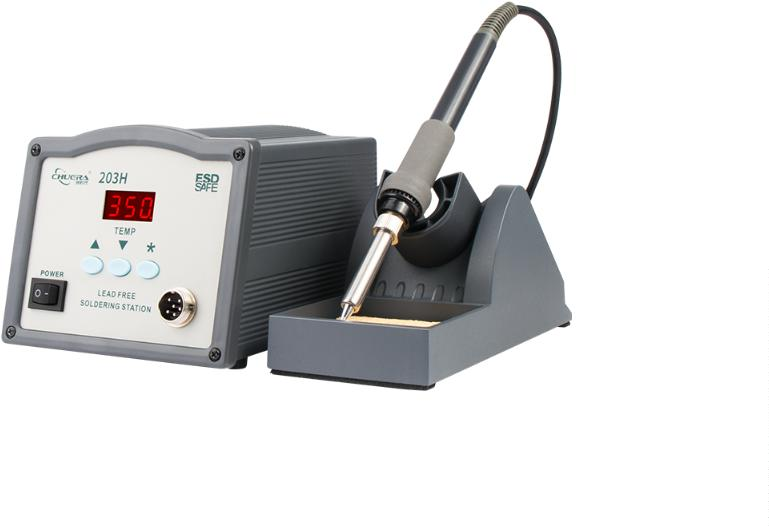 CHUERA®
203H
ESD
SAFE
350
TEMP
▲ ▼ *
POWER
LEAD FREE
SOLDERING STATION